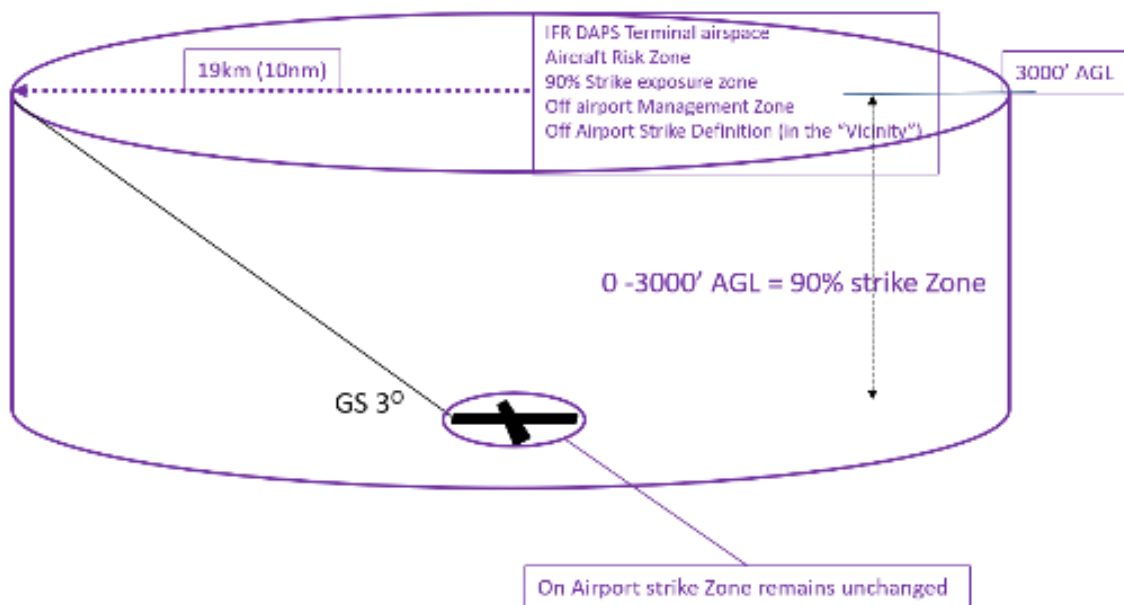 IFR DAPS Terminal airspace
Aircraft Risk Zone
90% Strike exposure zone
Off airport Management Zone
Off Airport Strike Definition (in the "Vicinity")
19km (10nm)
3000' AGL
0 -3000' AGL = 90% strike Zone
GS 3⁰
On Airport strike Zone remains unchanged